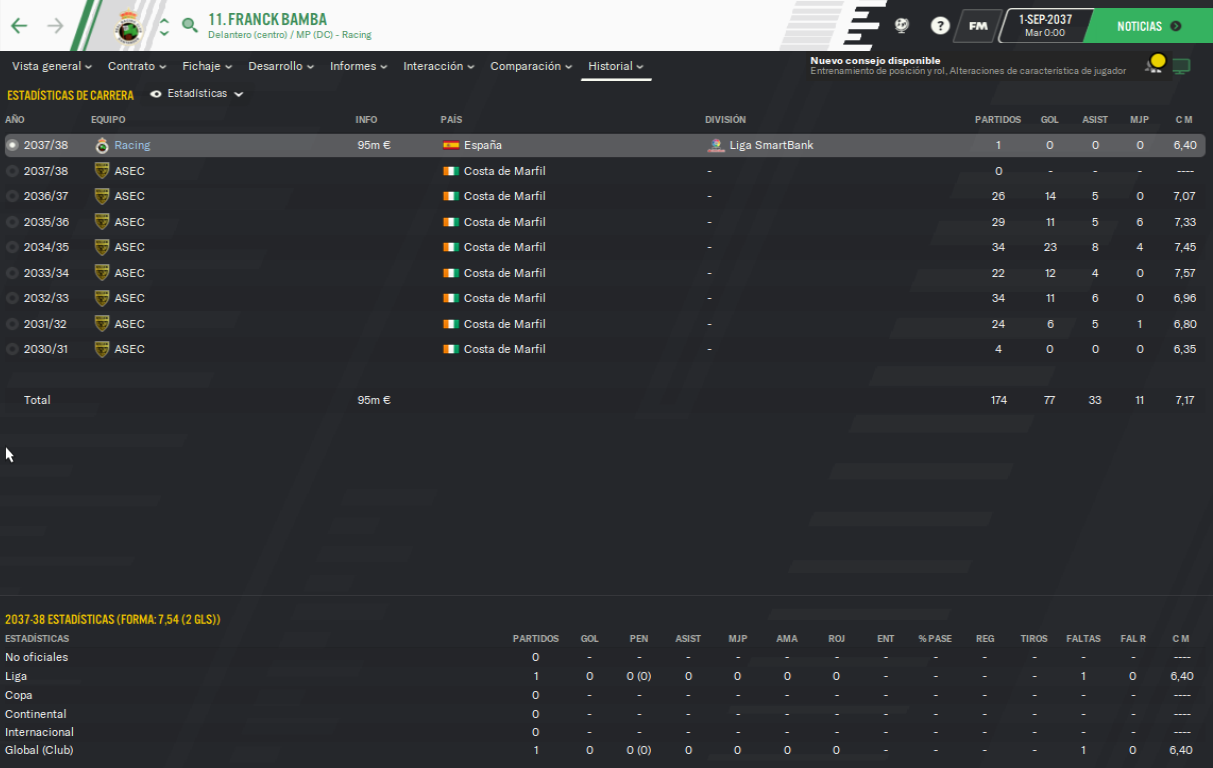 11. FRANCK BAMBA
Delantero (centro) / MP (DC) - Racing
?
FM
1-SEP-2037
Mar 0:00
NOTICIAS
Vista general Contrato Fichaje Desarrollo Informes Interacción Comparación Historial
Nuevo consejo disponible
Entrenamiento de posición y rol, Alteraciones de característica de jugador
ESTADÍSTICAS DE CARRERA Estadísticas
AÑO EQUIPO INFO PAÍS DIVISIÓN PARTIDOS GOL ASIST MJP C M
2037/38 Racing 95m € España Liga SmartBank 1 0 0 0 6,40
2037/38 ASEC Costa de Marfil - 0 - - - ----
2036/37 ASEC Costa de Marfil - 26 14 5 0 7,07
2035/36 ASEC Costa de Marfil - 29 11 5 6 7,33
2034/35 ASEC Costa de Marfil - 34 23 8 4 7,45
2033/34 ASEC Costa de Marfil - 22 12 4 0 7,57
2032/33 ASEC Costa de Marfil - 34 11 6 0 6,96
2031/32 ASEC Costa de Marfil - 24 6 5 1 6,80
2030/31 ASEC Costa de Marfil - 4 0 0 0 6,35
Total 95m € 174 77 33 11 7,17
2037-38 ESTADÍSTICAS (FORMA: 7,54 (2 GLS))
ESTADÍSTICAS PARTIDOS GOL PEN ASIST MJP AMA ROJ ENT % PASE REG TIROS FALTAS FAL R C M
No oficiales 0 - - - - - - - - - - - - ----
Liga 1 0 0 (0) 0 0 0 0 - - - - 1 0 6,40
Copa 0 - - - - - - - - - - - - ----
Continental 0 - - - - - - - - - - - - ----
Internacional 0 - - - - - - - - - - - - ----
Global (Club) 1 0 0 (0) 0 0 0 0 - - - - 1 0 6,40